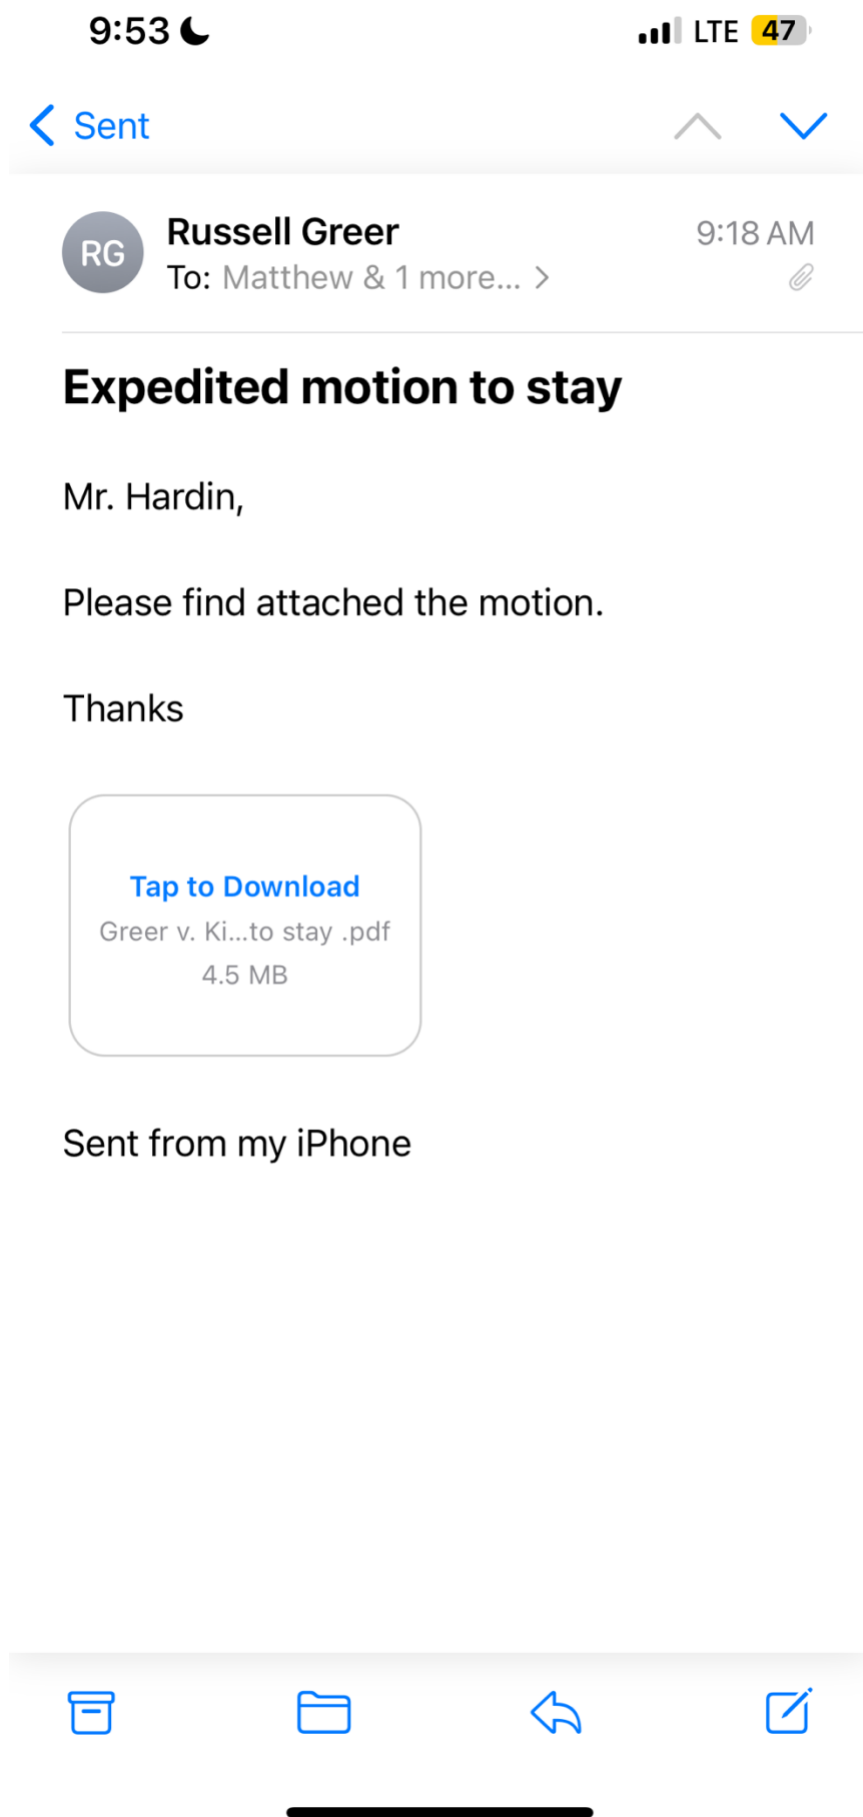 9:53
LTE 47
Sent
RG
Russell Greer
9:18 AM
To: Matthew & 1 more...
Expedited motion to stay
Mr. Hardin,
Please find attached the motion.
Thanks
Tap to Download
Greer v. Ki...to stay .pdf
4.5 MB
Sent from my iPhone